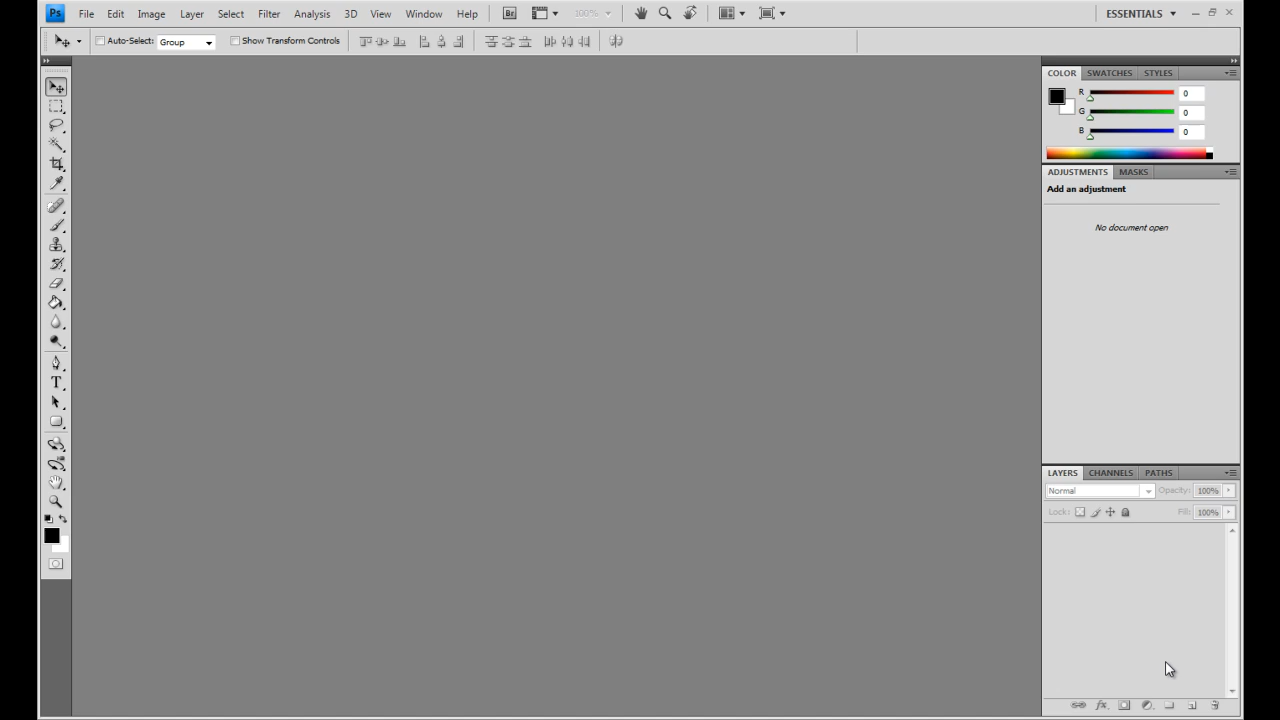 Ps File Edit Image Layer Select Filter Analysis 3D View Window Help Br 100% ESSENTIALS
Auto-Select: Group Show Transform Controls
COLOR SWATCHES STYLES
R 0
G 0
B 0
ADJUSTMENTS MASKS
Add an adjustment
No document open
T
LAYERS CHANNELS PATHS
Normal Opacity: 100%
Lock: Fill: 100%
fx